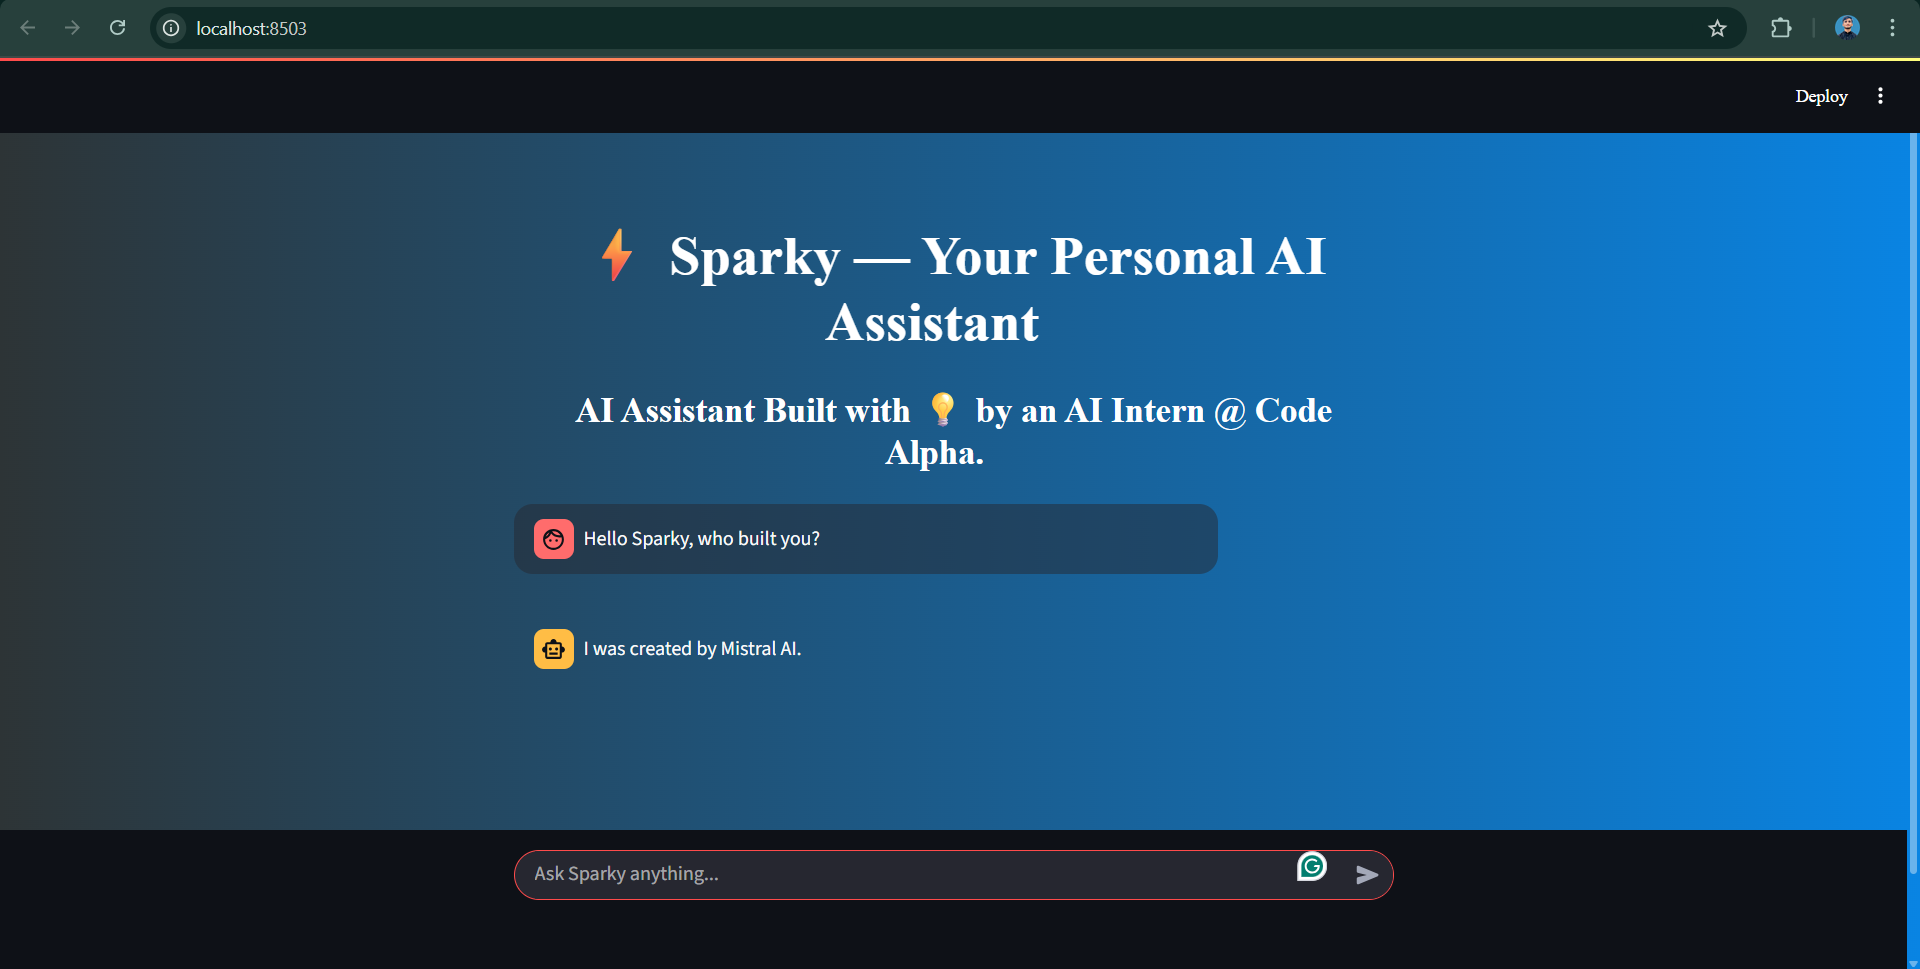 localhost:8503
Deploy
⚡ Sparky — Your Personal AI
Assistant
AI Assistant Built with 💡 by an AI Intern @ Code
Alpha.
Hello Sparky, who built you?
I was created by Mistral AI.
Ask Sparky anything...